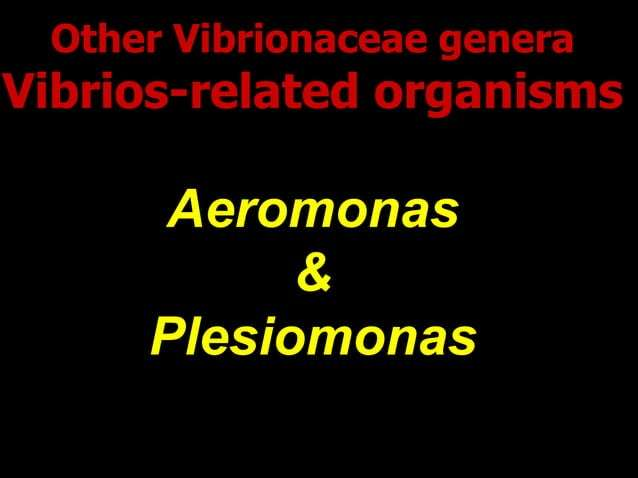 Other Vibrionaceae genera
Vibrios-related organisms
Aeromonas
&
Plesiomonas